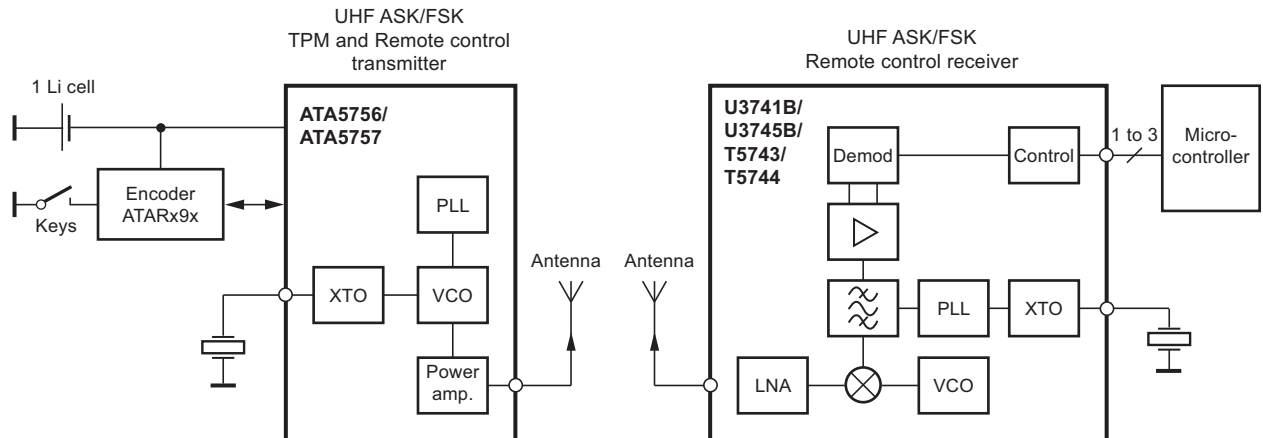 UHF ASK/FSK
TPM and Remote control
transmitter
UHF ASK/FSK
Remote control receiver
1 Li cell
ATA5756/
ATA5757
Encoder
ATARx9x
Keys
PLL
XTO
VCO
Power
amp.
Antenna
Antenna
U3741B/
U3745B/
T5743/
T5744
Demod
Control
1 to 3
Micro-
controller
PLL
XTO
LNA
VCO